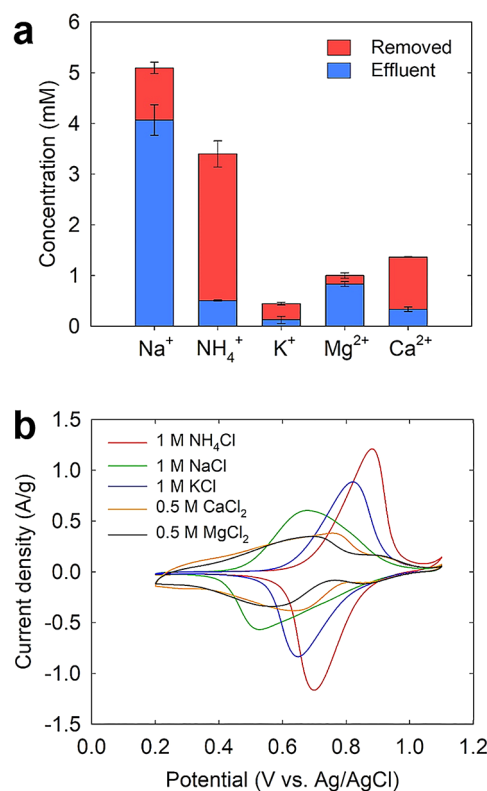 a
Removed
Effluent
Concentration (mM)
6
5
4
3
2
1
0
Na⁺
NH₄⁺
K⁺
Mg²⁺
Ca²⁺
b
1 M NH₄Cl
1 M NaCl
1 M KCl
0.5 M CaCl₂
0.5 M MgCl₂
Current density (A/g)
1.5
1.0
0.5
0.0
-0.5
-1.0
-1.5
0.0
0.2
0.4
0.6
0.8
1.0
1.2
Potential (V vs. Ag/AgCl)